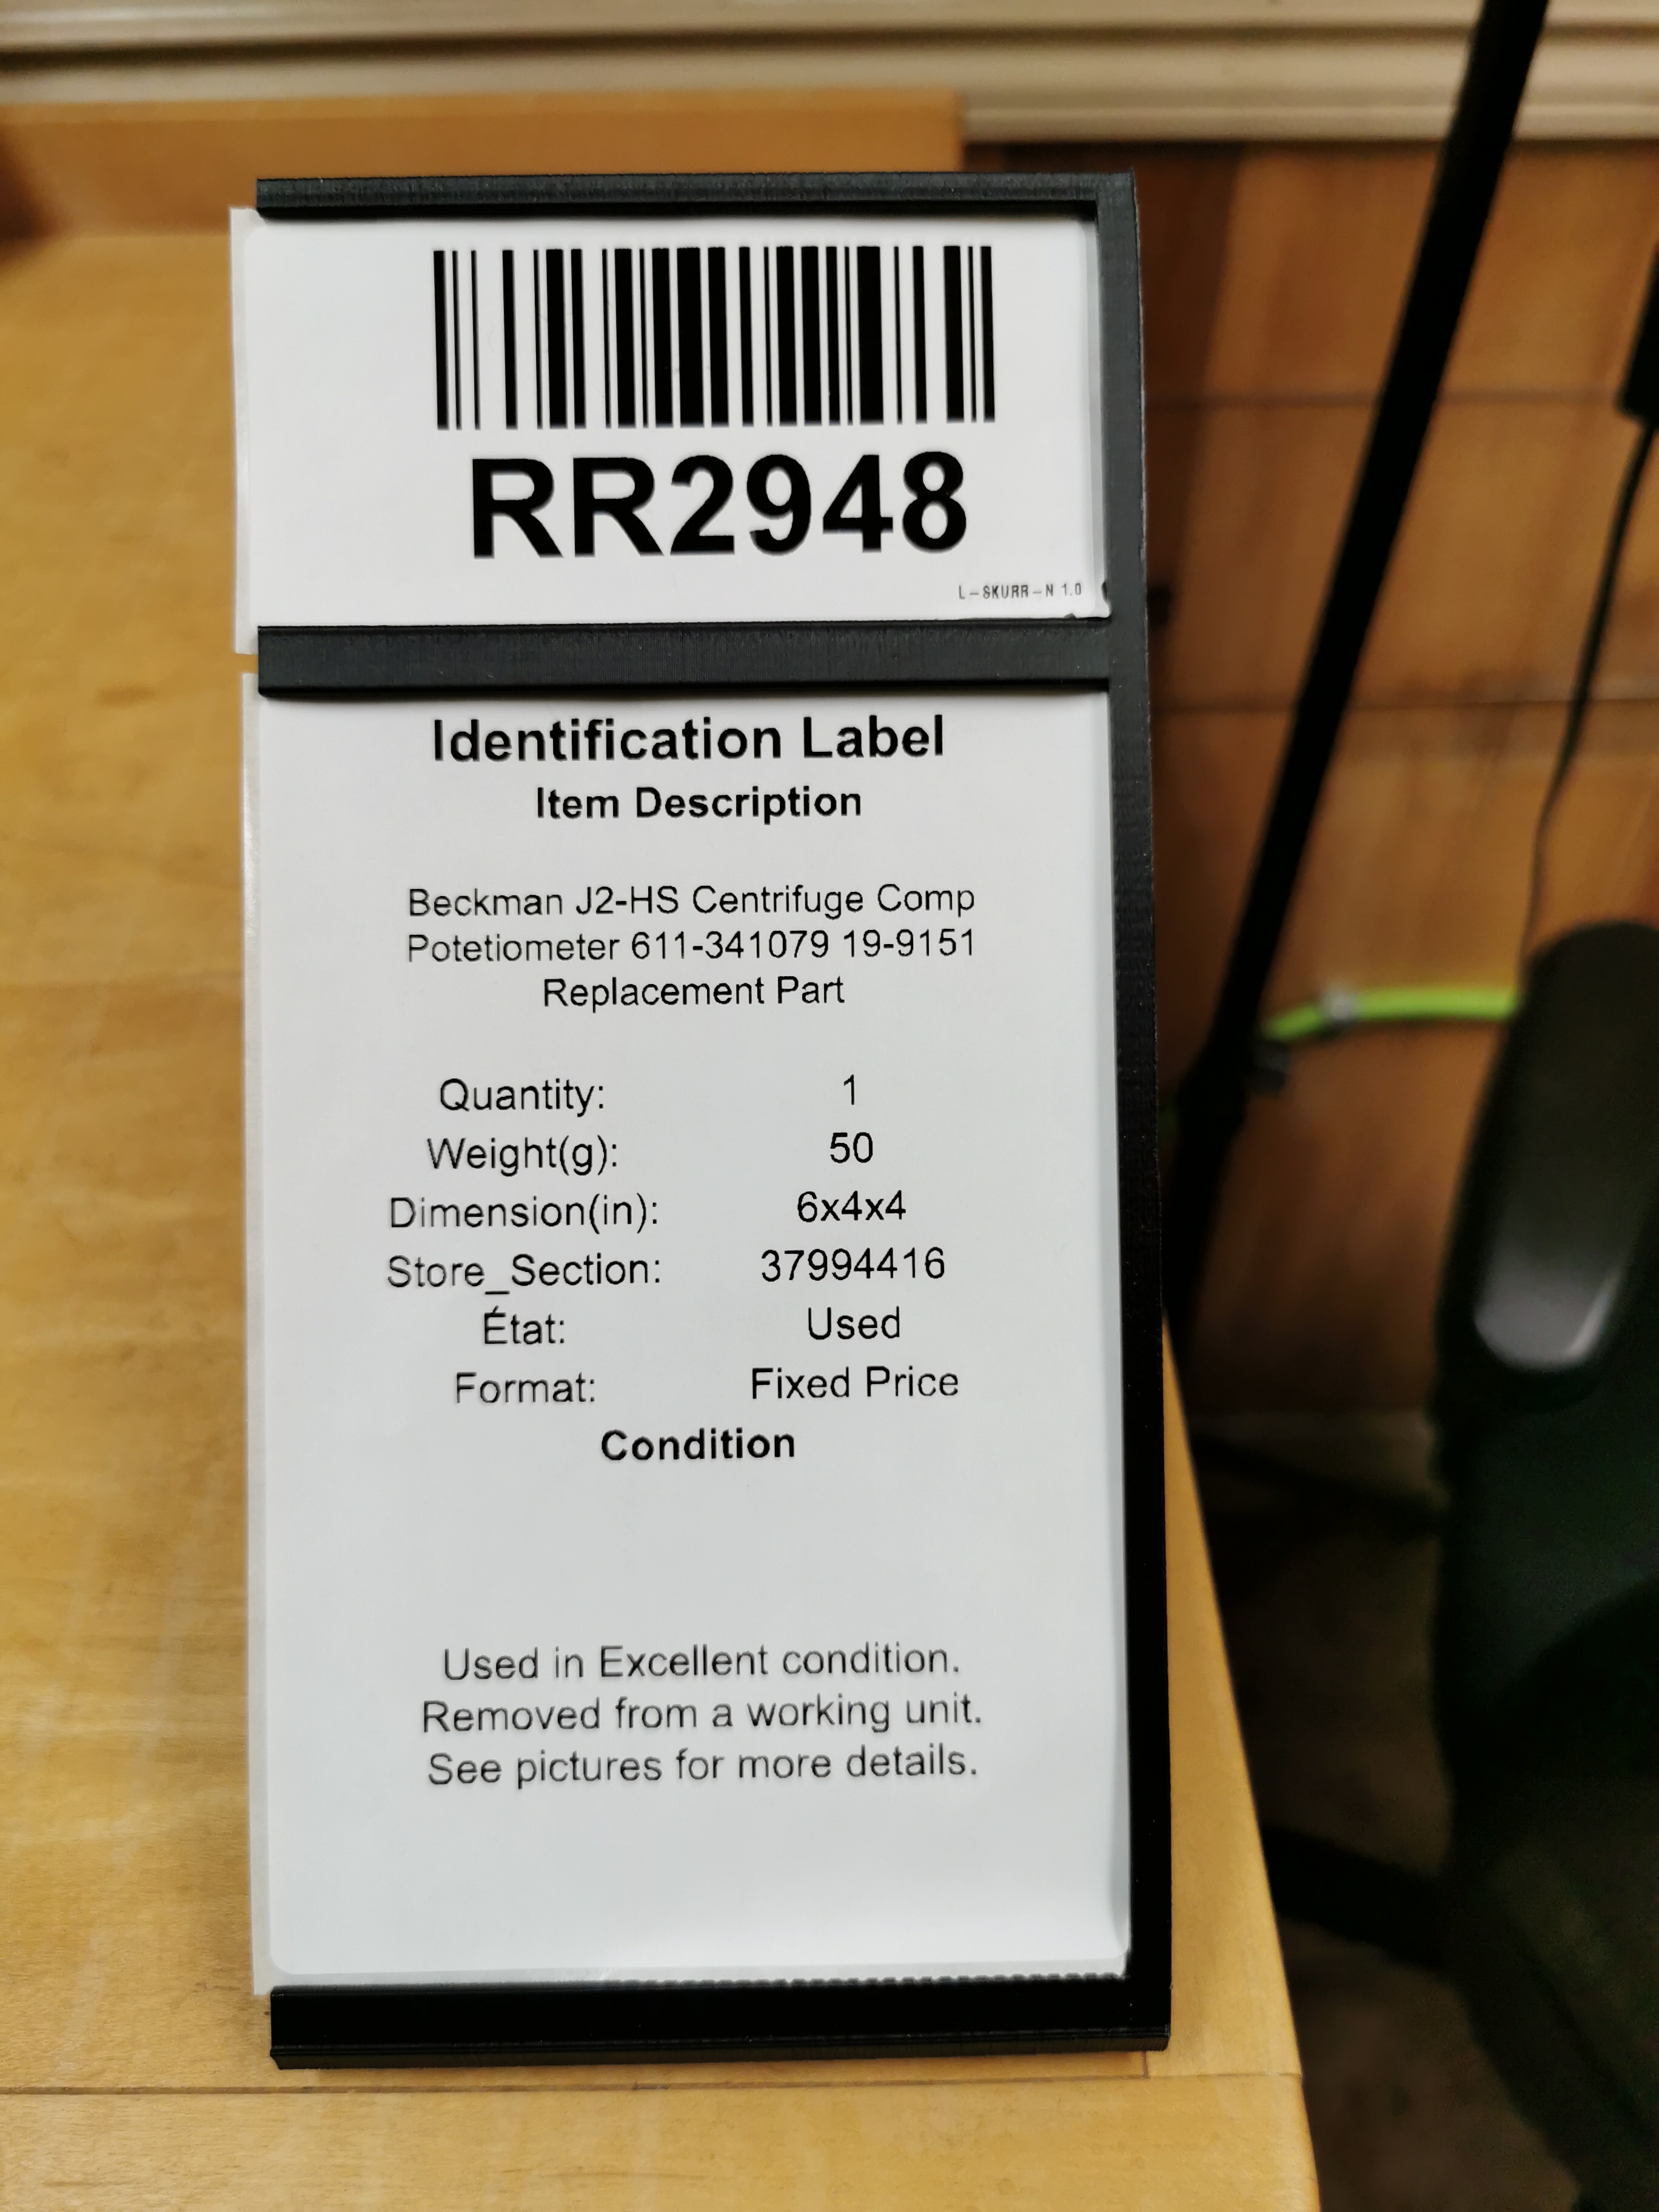 RR2948
L-SKURR-N 1.0
Identification Label
Item Description
Beckman J2-HS Centrifuge Comp
Potetiometer 611-341079 19-9151
Replacement Part
Quantity: 1
Weight(g): 50
Dimension(in): 6x4x4
Store_Section: 37994416
État: Used
Format: Fixed Price
Condition
Used in Excellent condition.
Removed from a working unit.
See pictures for more details.